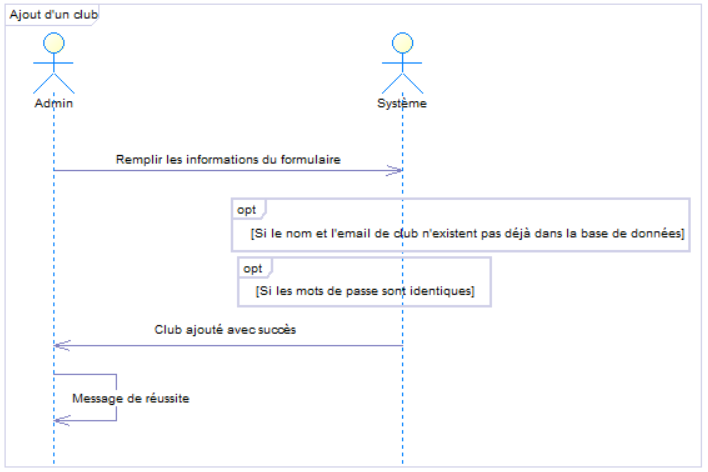 Ajout d'un club
Admin
Système
Remplir les informations du formulaire
opt
[Si le nom et l'email de club n'existent pas déjà dans la base de données]
opt
[Si les mots de passe sont identiques]
Club ajouté avec succès
Message de réussite